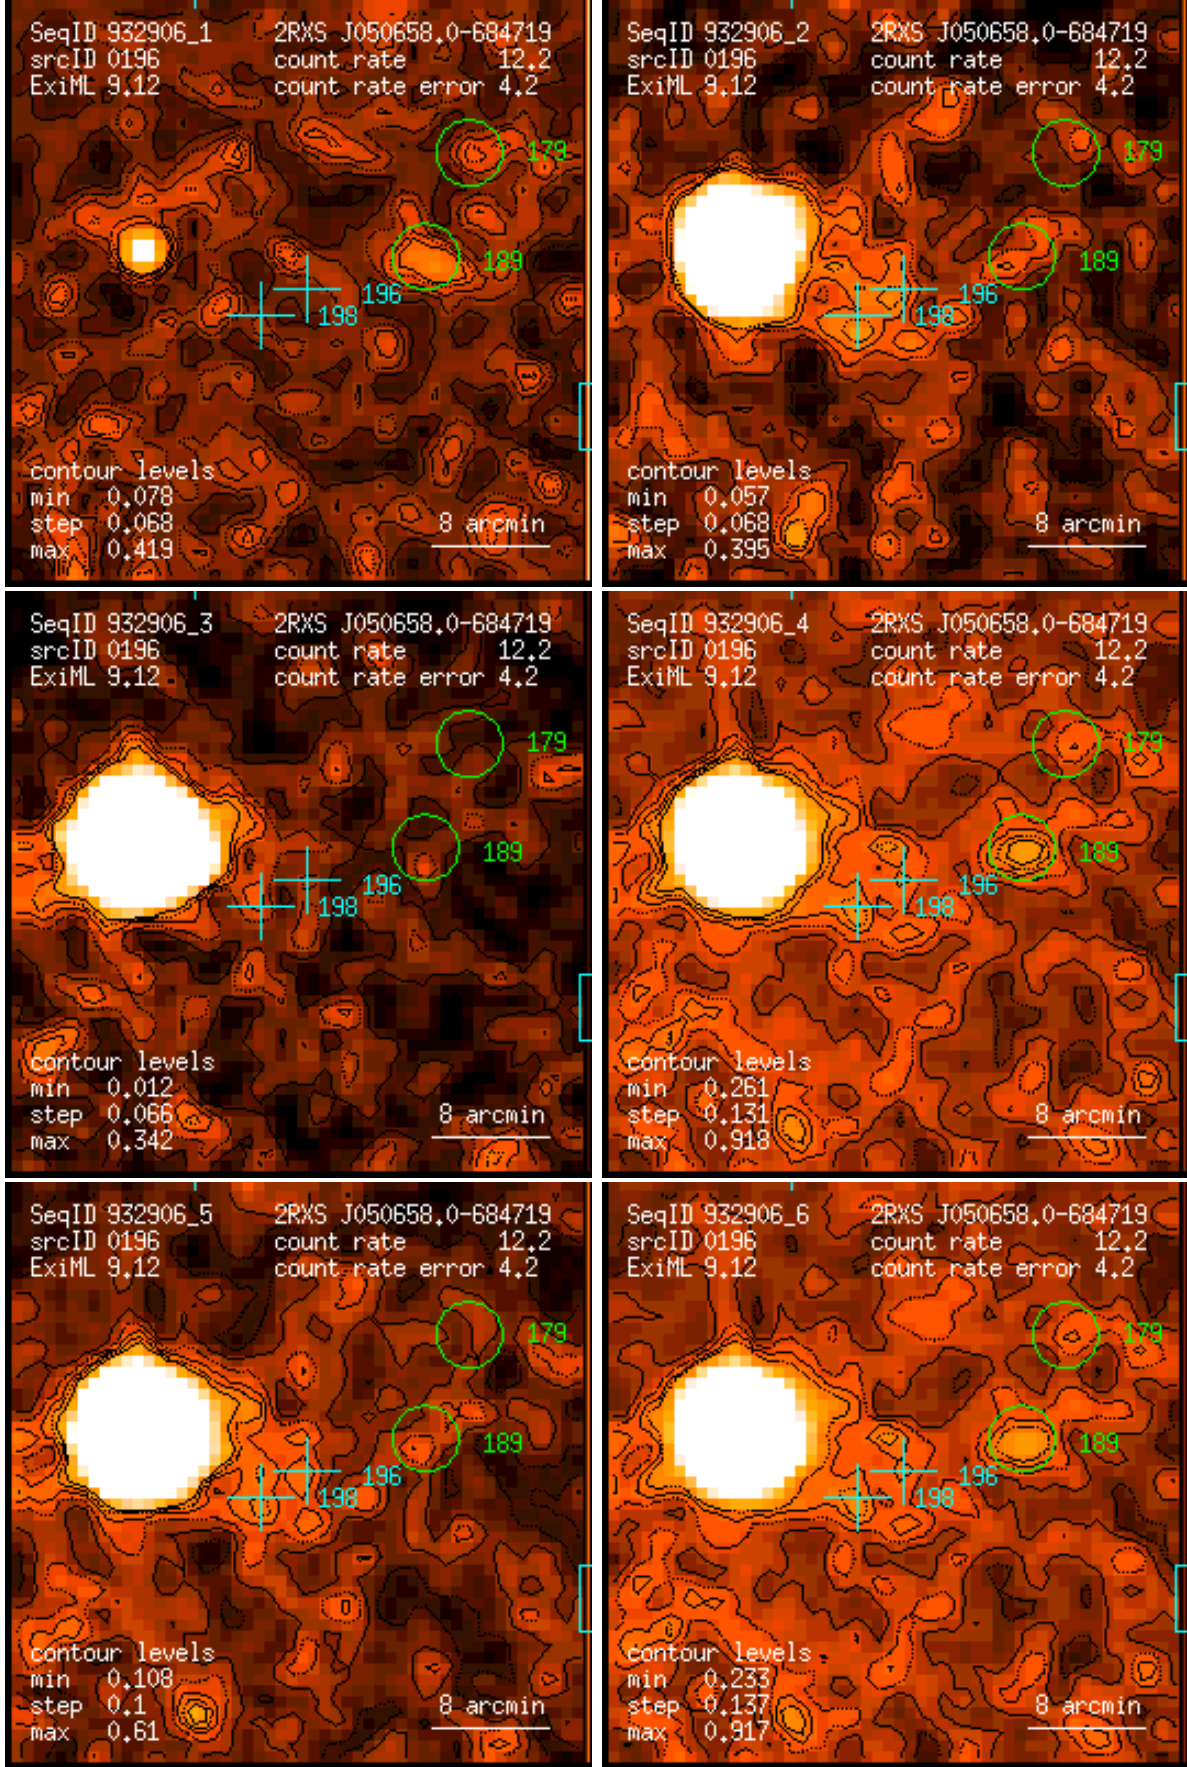 SeqID 932906_1 2RXS J050658.0-684719
srcID 0196 count rate 12.2
ExiML 9.12 count rate error 4.2
179
189
196
198
contour levels
min 0.078
step 0.068
max 0.419
8 arcmin
SeqID 932906_2 2RXS J050658.0-684719
srcID 0196 count rate 12.2
ExiML 9.12 count rate error 4.2
179
189
196
198
contour levels
min 0.057
step 0.068
max 0.395
8 arcmin
SeqID 932906_3 2RXS J050658.0-684719
srcID 0196 count rate 12.2
ExiML 9.12 count rate error 4.2
179
189
196
198
contour levels
min 0.012
step 0.066
max 0.342
8 arcmin
SeqID 932906_4 2RXS J050658.0-684719
srcID 0196 count rate 12.2
ExiML 9.12 count rate error 4.2
179
189
196
198
contour levels
min 0.261
step 0.131
max 0.918
8 arcmin
SeqID 932906_5 2RXS J050658.0-684719
srcID 0196 count rate 12.2
ExiML 9.12 count rate error 4.2
179
189
196
198
contour levels
min 0.108
step 0.1
max 0.61
8 arcmin
SeqID 932906_6 2RXS J050658.0-684719
srcID 0196 count rate 12.2
ExiML 9.12 count rate error 4.2
179
189
196
198
contour levels
min 0.233
step 0.137
max 0.917
8 arcmin